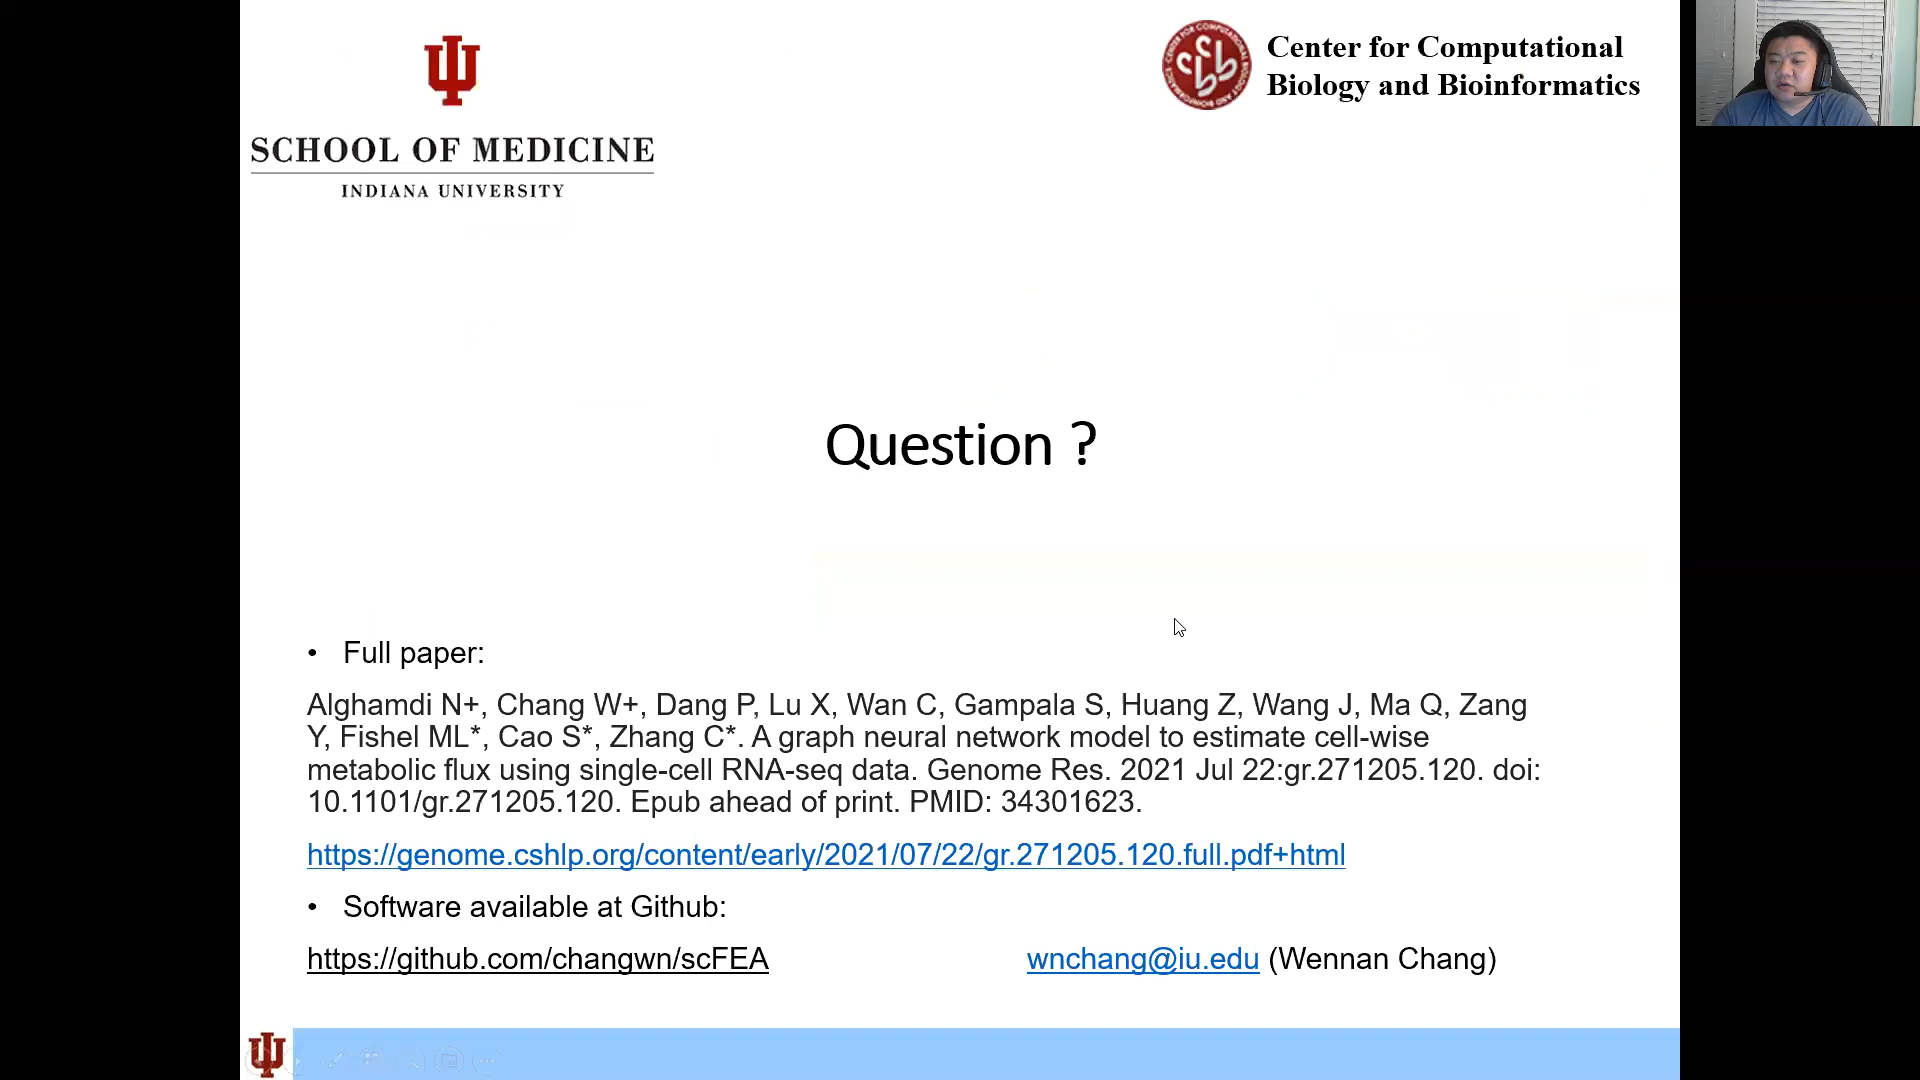 SCHOOL OF MEDICINE
INDIANA UNIVERSITY
Center for Computational
Biology and Bioinformatics
Question ?
• Full paper:
Alghamdi N+, Chang W+, Dang P, Lu X, Wan C, Gampala S, Huang Z, Wang J, Ma Q, Zang
Y, Fishel ML*, Cao S*, Zhang C*. A graph neural network model to estimate cell-wise
metabolic flux using single-cell RNA-seq data. Genome Res. 2021 Jul 22:gr.271205.120. doi:
10.1101/gr.271205.120. Epub ahead of print. PMID: 34301623.
https://genome.cshlp.org/content/early/2021/07/22/gr.271205.120.full.pdf+html
• Software available at Github:
https://github.com/changwn/scFEA wnchang@iu.edu (Wennan Chang)